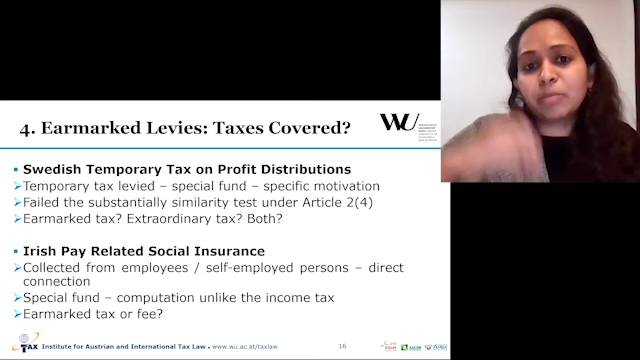 4. Earmarked Levies: Taxes Covered?
WU
Swedish Temporary Tax on Profit Distributions
Temporary tax levied – special fund – specific motivation
Failed the substantially similarity test under Article 2(4)
Earmarked tax? Extraordinary tax? Both?
Irish Pay Related Social Insurance
Collected from employees / self-employed persons – direct
connection
Special fund – computation unlike the income tax
Earmarked tax or fee?
TAX Institute for Austrian and International Tax Law • www.wu.ac.at/taxlaw 16